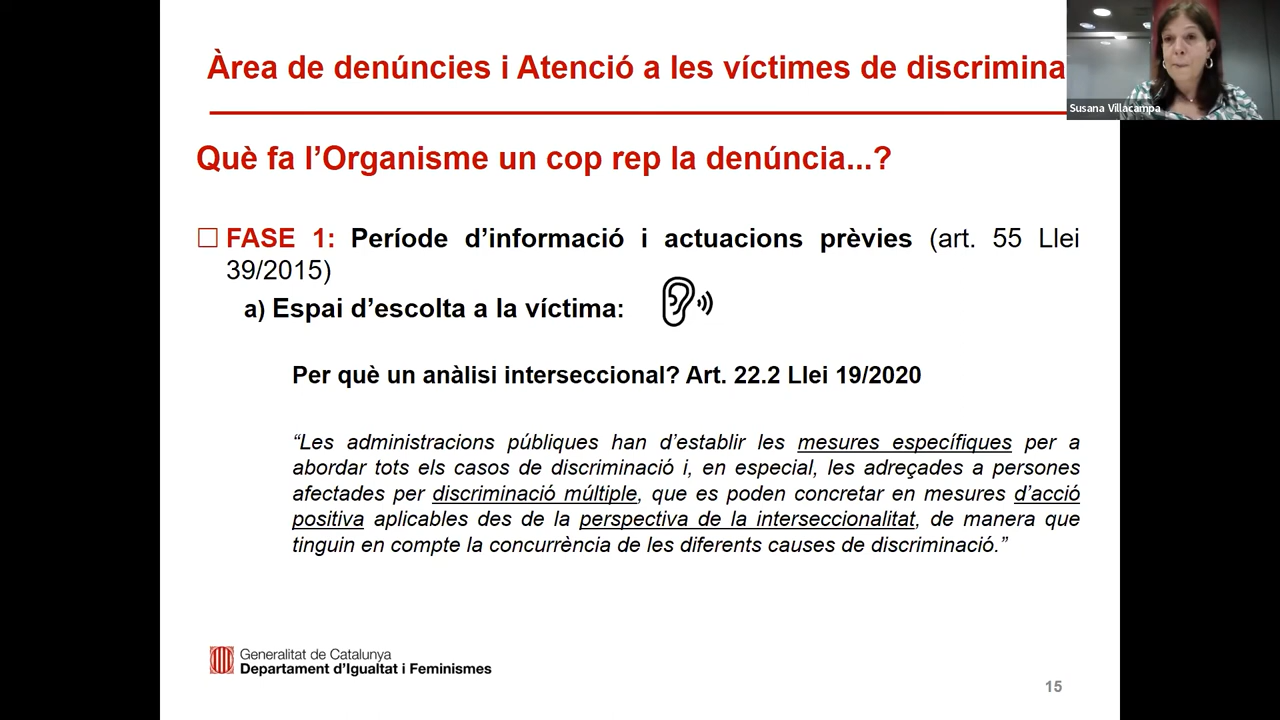 Àrea de denúncies i Atenció a les víctimes de discrimina
Susana Villacampa
Què fa l’Organisme un cop rep la denúncia...?
FASE 1: Període d’informació i actuacions prèvies (art. 55 Llei
39/2015)
a) Espai d’escolta a la víctima:
Per què un anàlisi interseccional? Art. 22.2 Llei 19/2020
“Les administracions públiques han d’establir les mesures específiques per a
abordar tots els casos de discriminació i, en especial, les adreçades a persones
afectades per discriminació múltiple, que es poden concretar en mesures d’acció
positiva aplicables des de la perspectiva de la interseccionalitat, de manera que
tinguin en compte la concurrència de les diferents causes de discriminació.”
Generalitat de Catalunya
Departament d’Igualtat i Feminismes
15